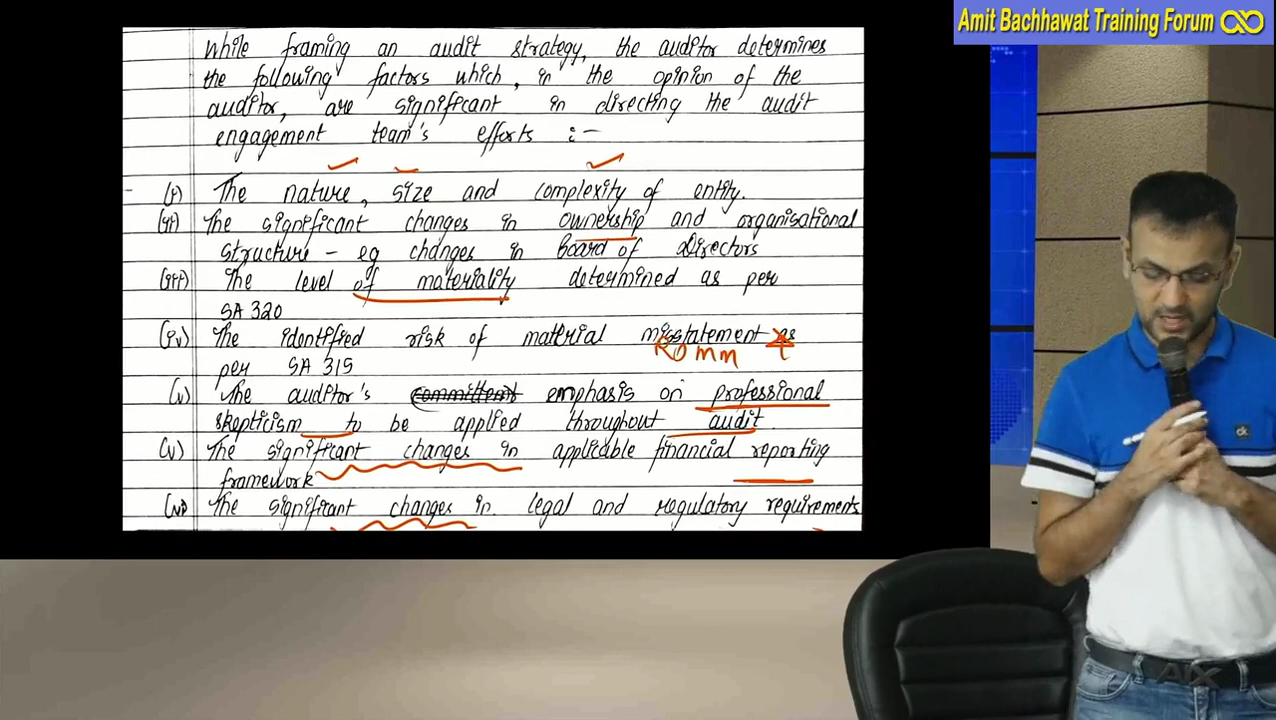 Amit Bachhawat Training Forum
While framing an audit strategy, the auditor determines
the following factors which, in the opinion of the
auditor, are significant in directing the audit
engagement team's efforts :-
(i) The nature, size and complexity of entity.
(ii) The significant changes in ownership and organisational
structure - eg changes in Board of Directors
(iii) The level of materiality determined as per
SA 320
(iv) The identified risk of material misstatement as
ROMM
per SA 315
(v) The auditor's emphasis on professional
skepticism to be applied throughout audit.
(v) The significant changes in applicable financial reporting
framework
(vi) The significant changes in legal and regulatory requirements